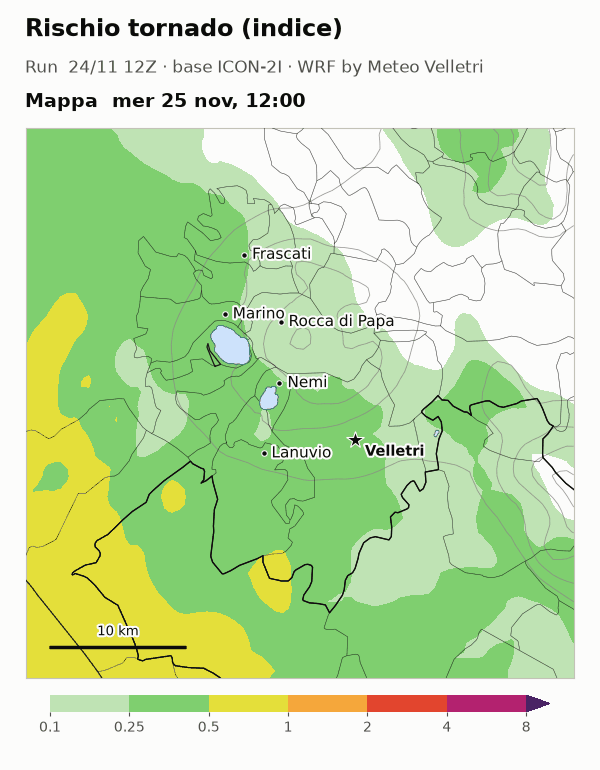 Rischio tornado (indice)
Run  24/11 12Z · base ICON-2I · WRF by Meteo Velletri
Mappa  mer 25 nov, 12:00
Frascati
Marino
Rocca di Papa
Nemi
Velletri
Lanuvio
10 km
0.1 0.25 0.5 1 2 4 8